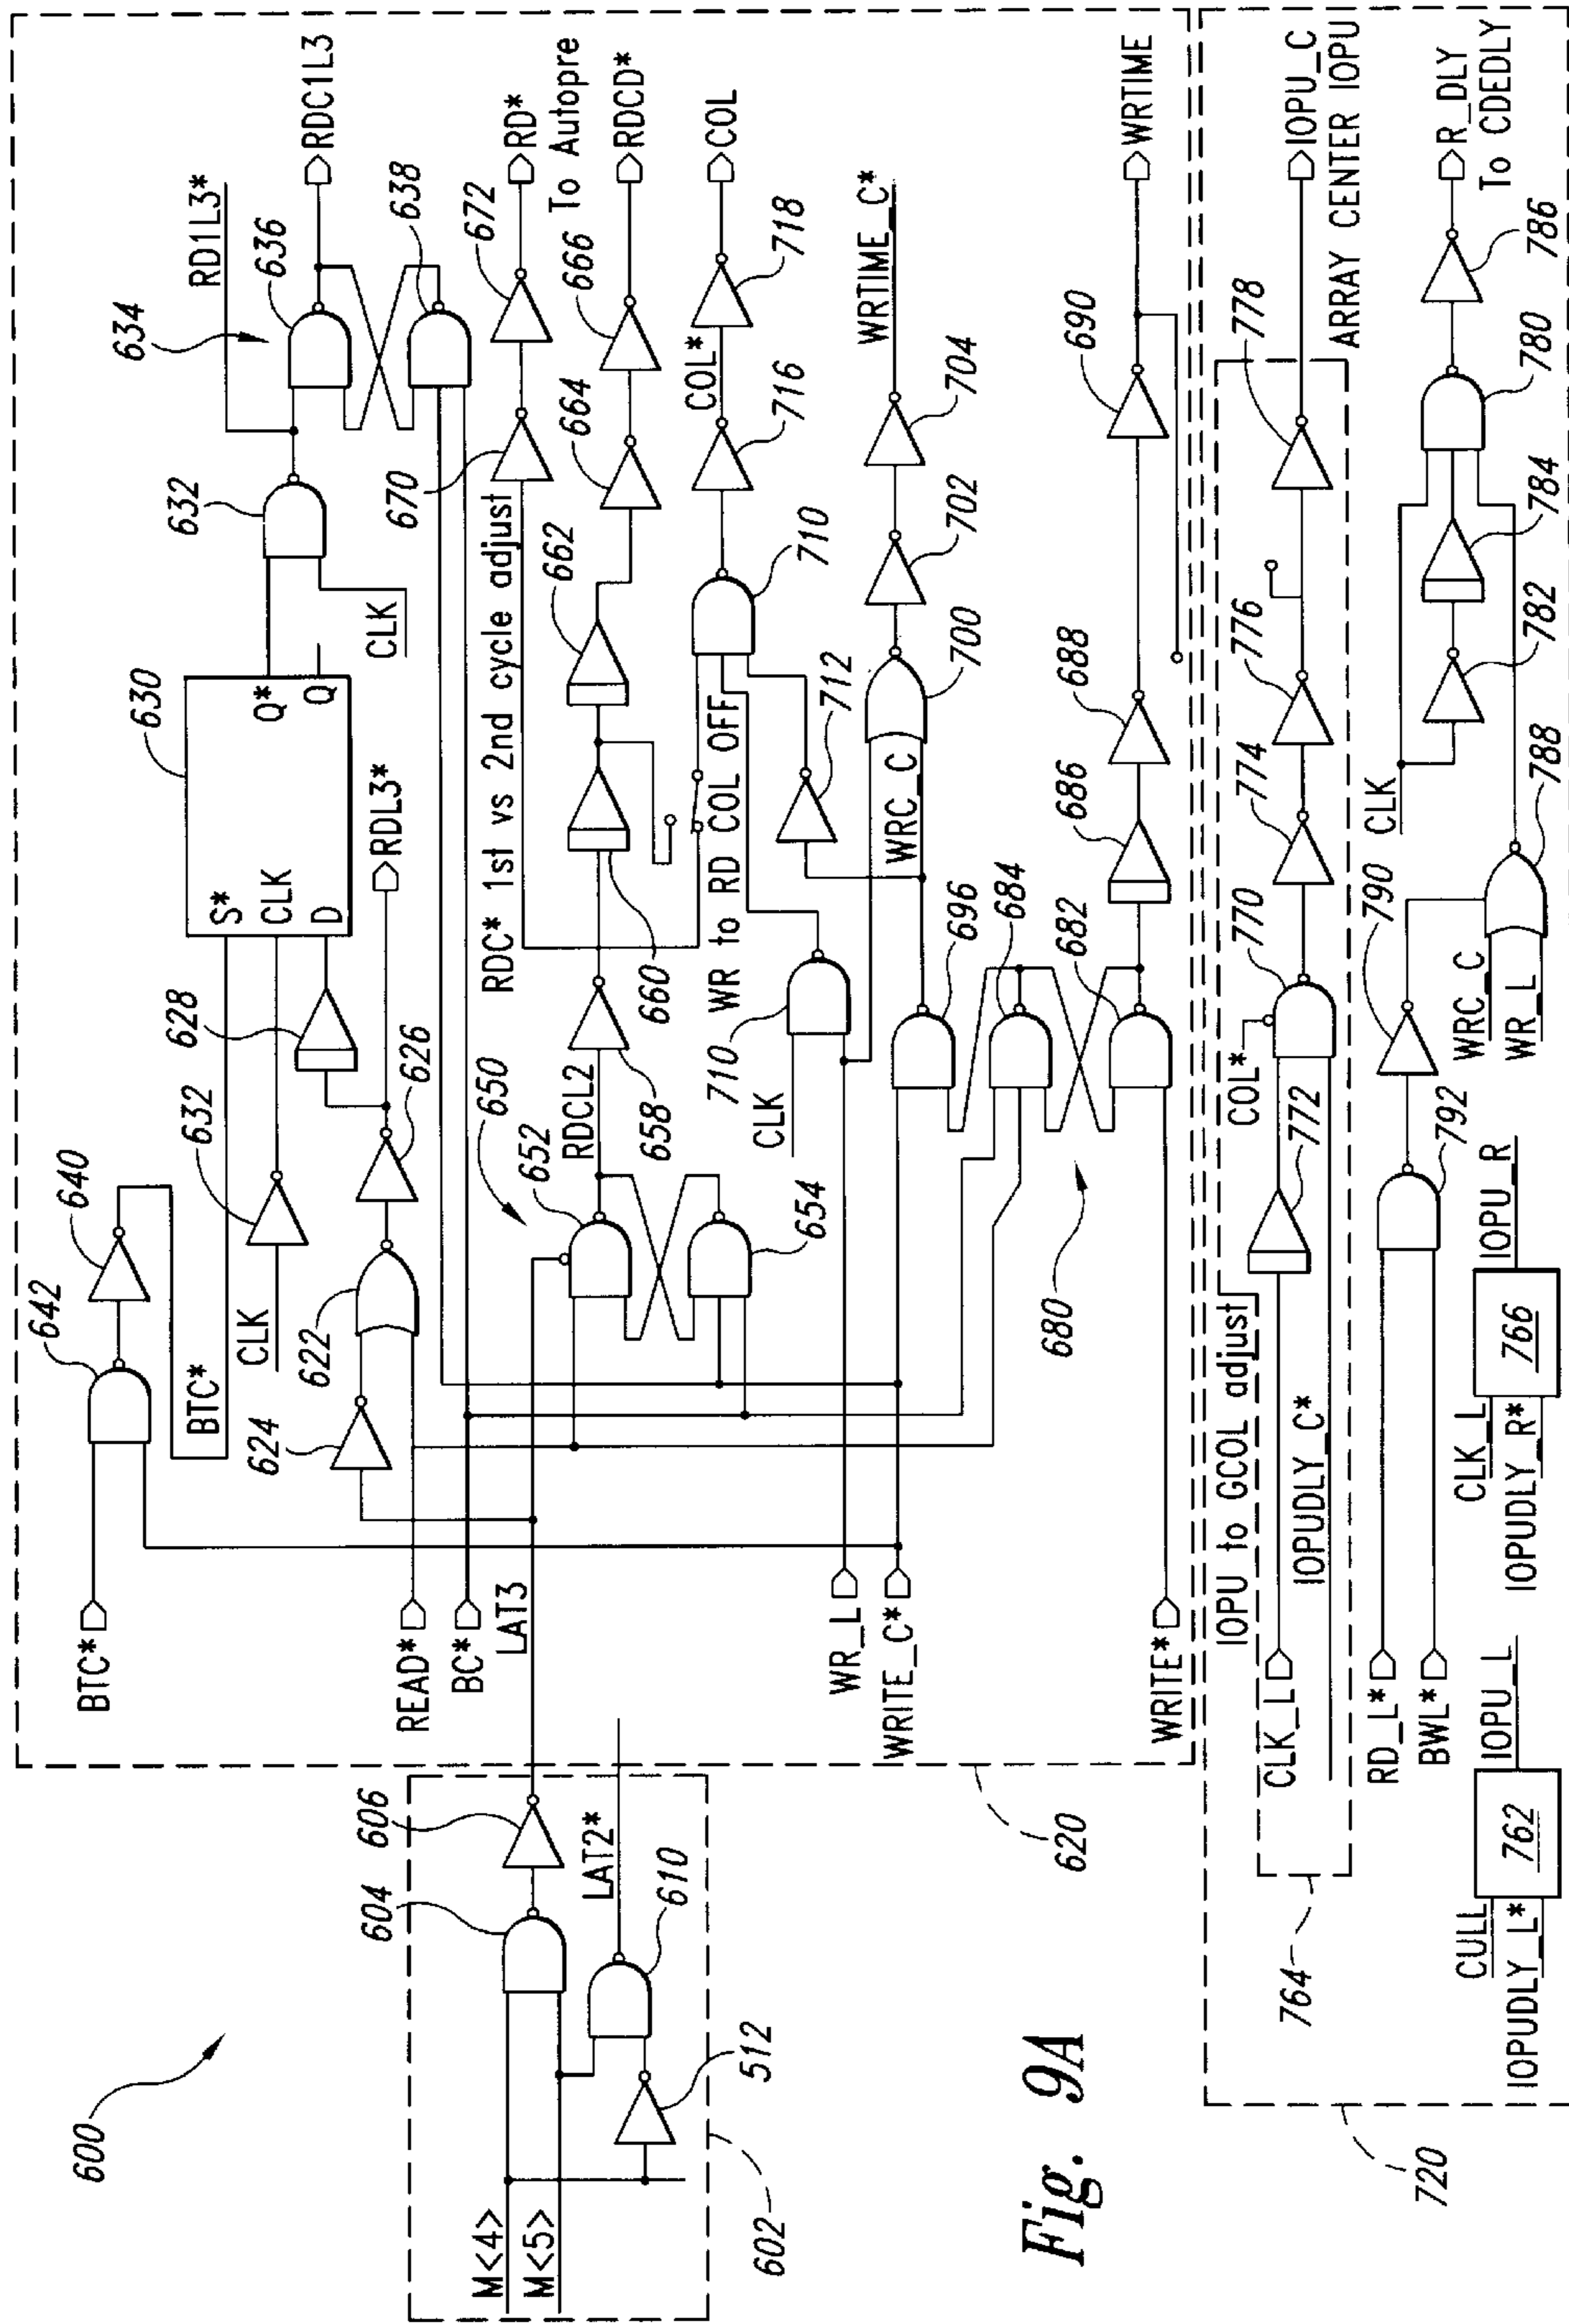 600
M<4>
M<5>
602
604
606
LAT2*
610
512
620
BTC*
READ*
BC*
LAT3
WR_L
WRITE_C*
WRITE*
642
640
BTC*
CLK
632
624
622
626
628
S*
CLK
D
Q*
Q
630
RDL3*
CLK
632
634
636
638
RD1L3*
RDC1L3
650
652
654
RDCL2
658
660
662
664
666
670
672
RD*
To Autopre
RDCD*
RDC* 1st vs 2nd cycle adjust
WR to RD COL OFF
CLK
710
710
712
COL*
716
718
COL
WRC_C
700
702
704
WRTIME_C*
696
684
682
680
686
688
690
WRTIME
IOPU to GCOL adjust
CLK_L
IOPUDLY_C*
COL*
772
770
774
776
778
IOPU_C
ARRAY CENTER IOPU
764
RD_L*
BWL*
792
790
WRC_C
WR_L
788
CLK
782
784
780
786
R_DLY
To CDEDLY
CULL
IOPUDLY_L*
762
IOPU_L
CLK_L
IOPUDLY_R*
766
IOPU_R
720
Fig. 9A